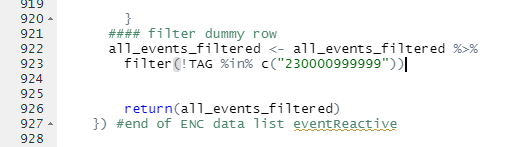 919
920 }
921 #### filter dummy row
922 all_events_filtered <- all_events_filtered %>%
923 filter(!TAG %in% c("230000999999"))
924
925
926 return(all_events_filtered)
927 }) #end of ENC data list eventReactive
928